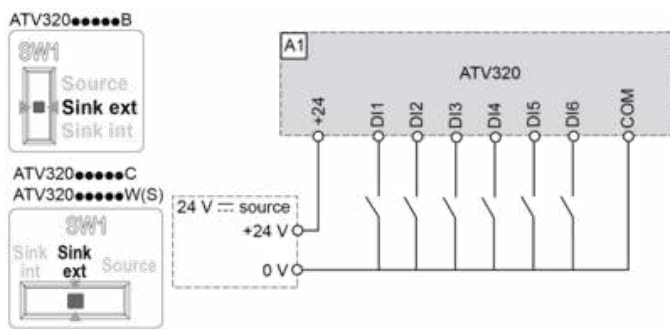 ATV320●●●●●B
SW1
Source
Sink ext
Sink int
ATV320●●●●●C
ATV320●●●●●W(S)
SW1
Sink int
Sink ext
Source
A1
ATV320
+24
DI1
DI2
DI3
DI4
DI5
DI6
COM
24 V ⎓ source
+24 V
0 V